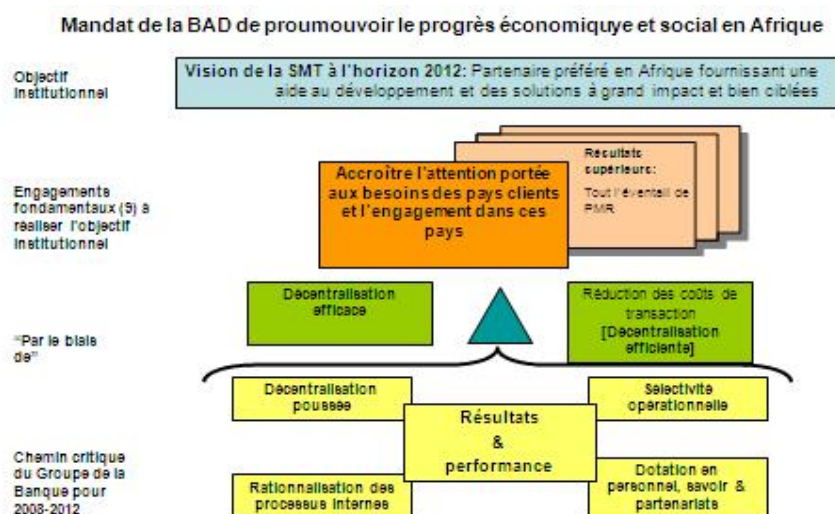 Mandat de la BAD de proumouvoir le progrès économiquye et social en Afrique
Objectif
Institutionnel
Vision de la SMT à l'horizon 2012: Partenaire préféré en Afrique fournissant une
aide au développement et des solutions à grand impact et bien ciblées
Engagements
fondamentaux (9) à
réaliser l'objectif
institutionnel
Accroître l'attention portée
aux besoins des pays clients
et l'engagement dans ces
pays
Résultats
supérieurs:
Tout l'éventail de
PMR
"Par le biais
de"
Décentralisation
efficace
Réduction des coûts de
transaction
[Décentralisation
efficiente]
Chemin critique
du Groupe de la
Banque pour
2008-2012
Décentralisation
poussée
Sélectivité
opérationnelle
Résultats
&
performance
Rationnalisation des
processus internes
Dotation en
personnel, savoir &
partenariats